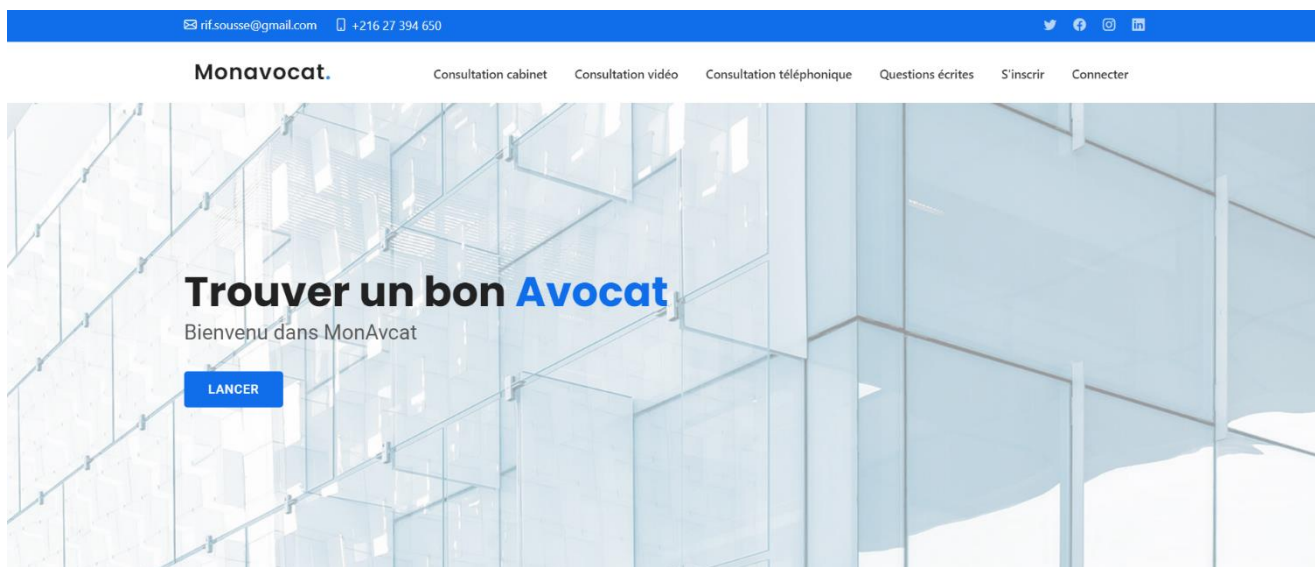 rif.sousse@gmail.com +216 27 394 650
Monavocat. Consultation cabinet Consultation vidéo Consultation téléphonique Questions écrites S'inscrir Connecter
Trouver un bon Avocat
Bienvenu dans MonAvcat
LANCER